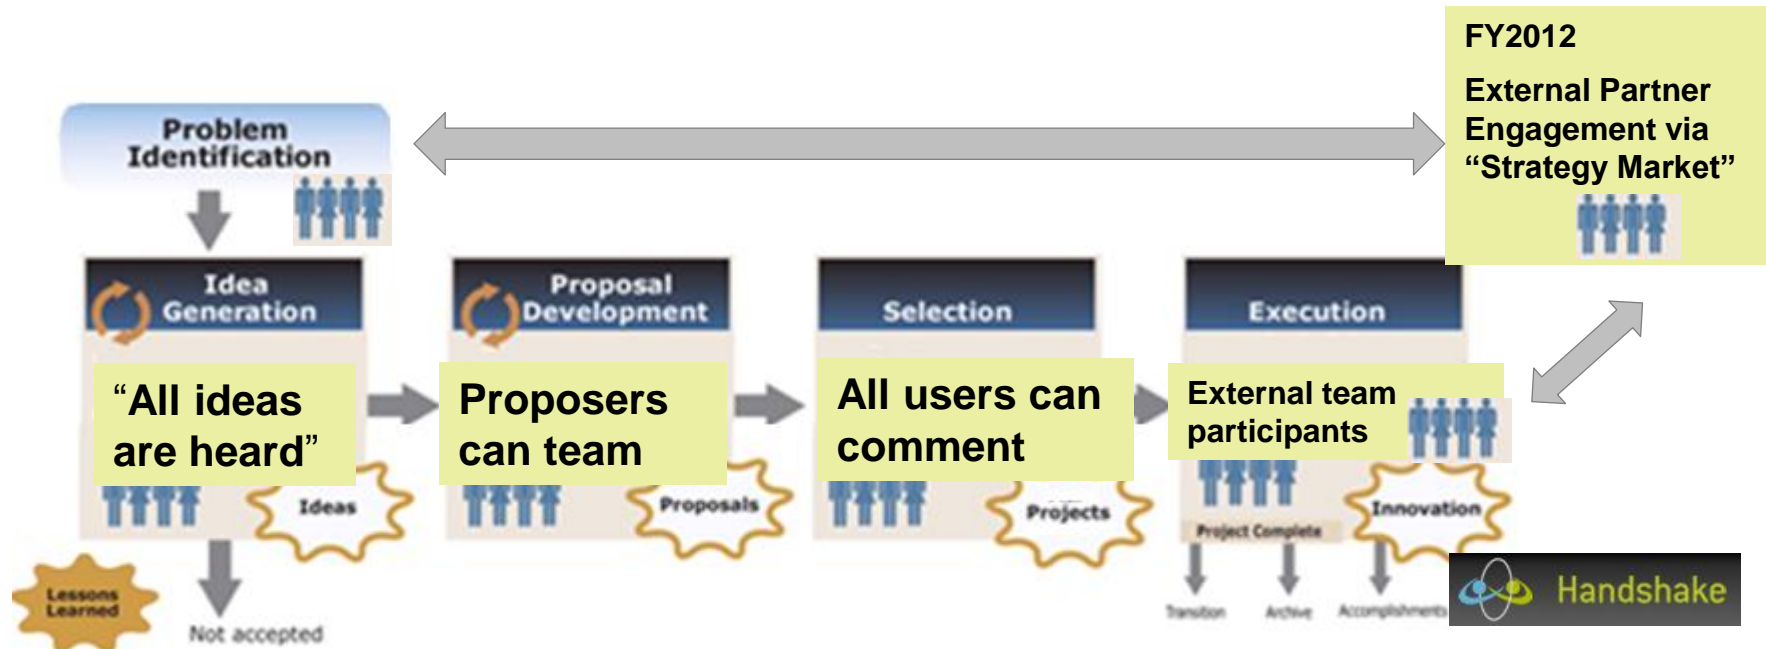 FY2012
External Partner
Engagement via
“Strategy Market”
Problem
Identification
Idea
Generation
Proposal
Development
Selection
Execution
“All ideas
are heard”
Proposers
can team
All users can
comment
External team
participants
Ideas
Proposals
Projects
Innovation
Project Complete
Lessons
Learned
Not accepted
Transition
Archive
Accomplishments
Handshake